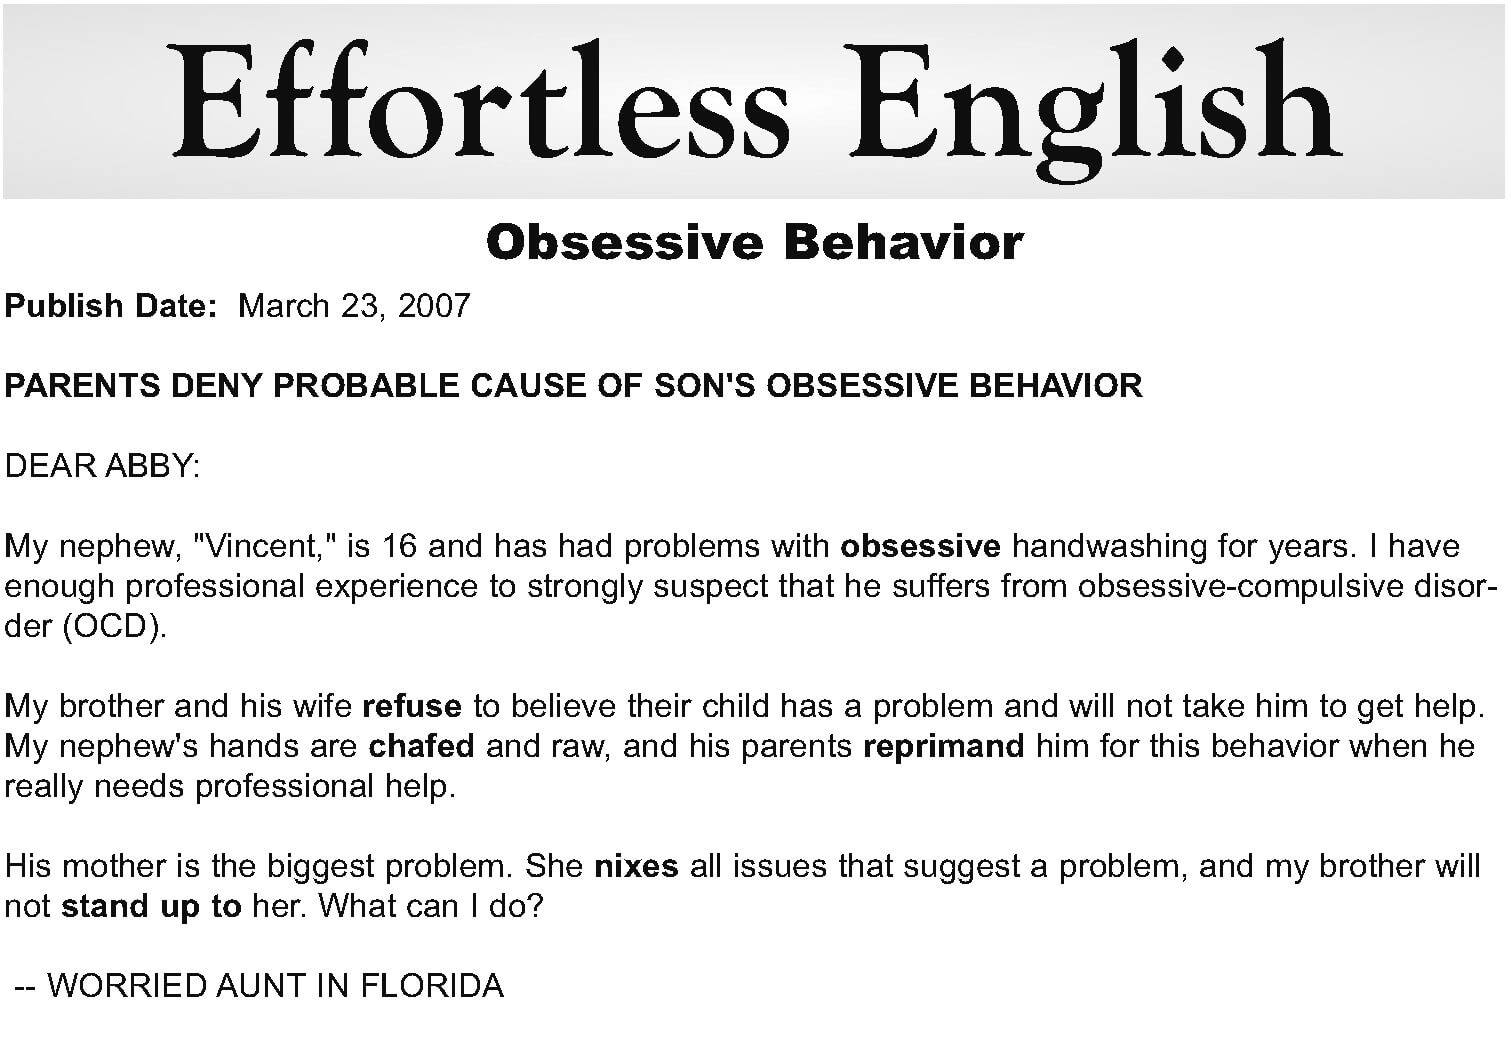 Effortless English
Obsessive Behavior
Publish Date: March 23, 2007
PARENTS DENY PROBABLE CAUSE OF SON'S OBSESSIVE BEHAVIOR
DEAR ABBY:
My nephew, "Vincent," is 16 and has had problems with obsessive handwashing for years. I have
enough professional experience to strongly suspect that he suffers from obsessive-compulsive disor-
der (OCD).
My brother and his wife refuse to believe their child has a problem and will not take him to get help.
My nephew's hands are chafed and raw, and his parents reprimand him for this behavior when he
really needs professional help.
His mother is the biggest problem. She nixes all issues that suggest a problem, and my brother will
not stand up to her. What can I do?
-- WORRIED AUNT IN FLORIDA